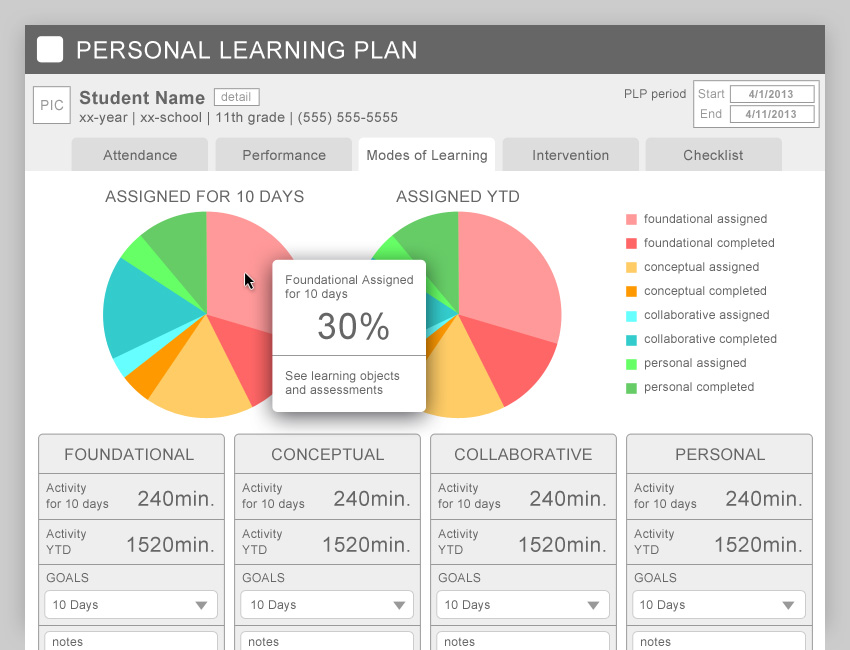 PERSONAL LEARNING PLAN
PIC
Student Name
detail
xx-year | xx-school | 11th grade | (555) 555-5555
PLP period
Start
4/1/2013
End
4/11/2013
Attendance
Performance
Modes of Learning
Intervention
Checklist
ASSIGNED FOR 10 DAYS
ASSIGNED YTD
foundational assigned
foundational completed
conceptual assigned
conceptual completed
collaborative assigned
collaborative completed
personal assigned
personal completed
Foundational Assigned
for 10 days
30%
See learning objects
and assessments
FOUNDATIONAL
Activity
for 10 days
240min.
Activity
YTD
1520min.
GOALS
10 Days
notes
CONCEPTUAL
Activity
for 10 days
240min.
Activity
YTD
1520min.
GOALS
10 Days
notes
COLLABORATIVE
Activity
for 10 days
240min.
Activity
YTD
1520min.
GOALS
10 Days
notes
PERSONAL
Activity
for 10 days
240min.
Activity
YTD
1520min.
GOALS
10 Days
notes